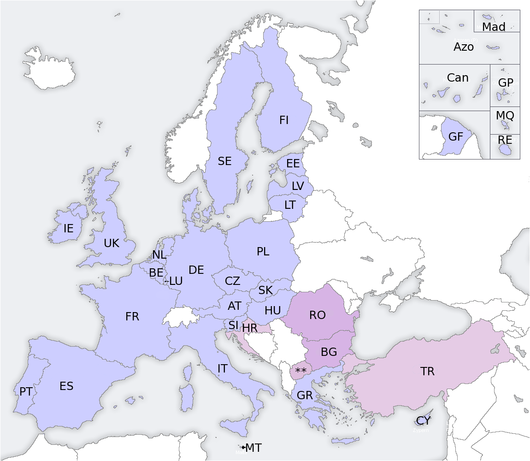 Mad
Azo
Can
GP
MQ
GF
RE
FI
SE
EE
LV
LT
IE
UK
NL
BE
-LU
DE
PL
CZ
SK
AT
HU
FR
SI
HR
RO
IT
BG
**
TR
PT
ES
GR
CY
MT